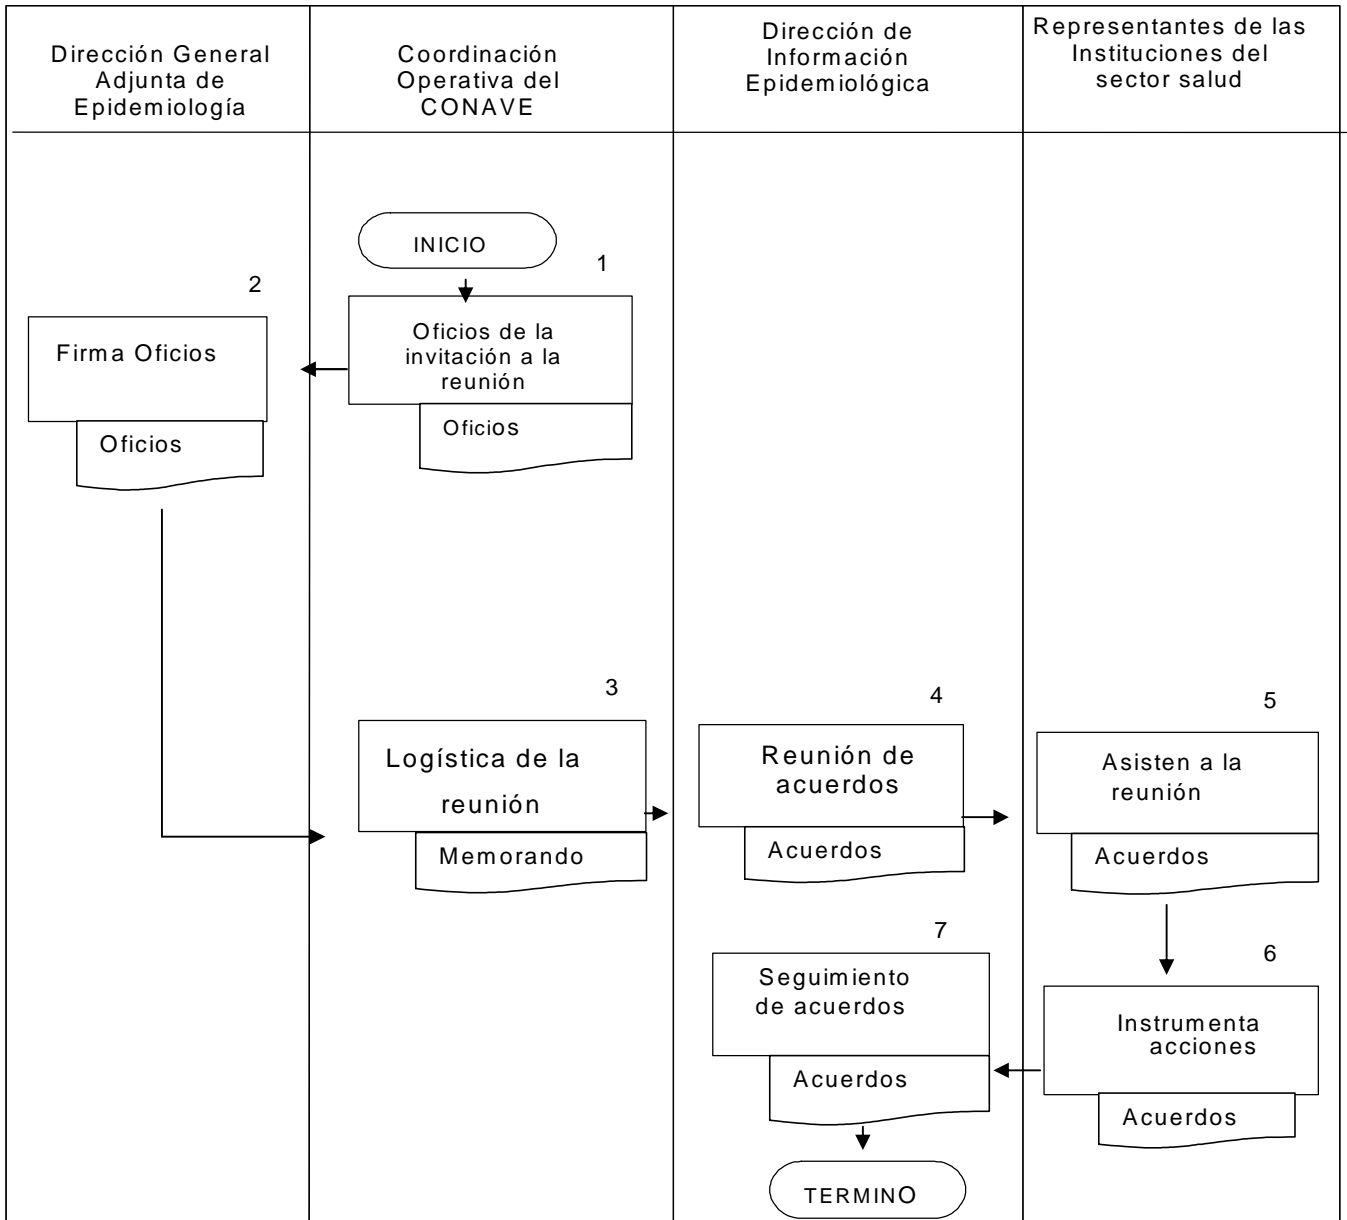 Dirección General
Adjunta de
Epidemiología
Coordinación
Operativa del
CONAVE
Dirección de
Información
Epidemiológica
Representantes de las
Instituciones del
sector salud
INICIO
1
Oficios de la
invitación a la
reunión
Oficios
2
Firma Oficios
Oficios
3
Logística de la
reunión
Memorando
4
Reunión de
acuerdos
Acuerdos
5
Asisten a la
reunión
Acuerdos
6
Instrumenta
acciones
Acuerdos
7
Seguimiento
de acuerdos
Acuerdos
TERMINO